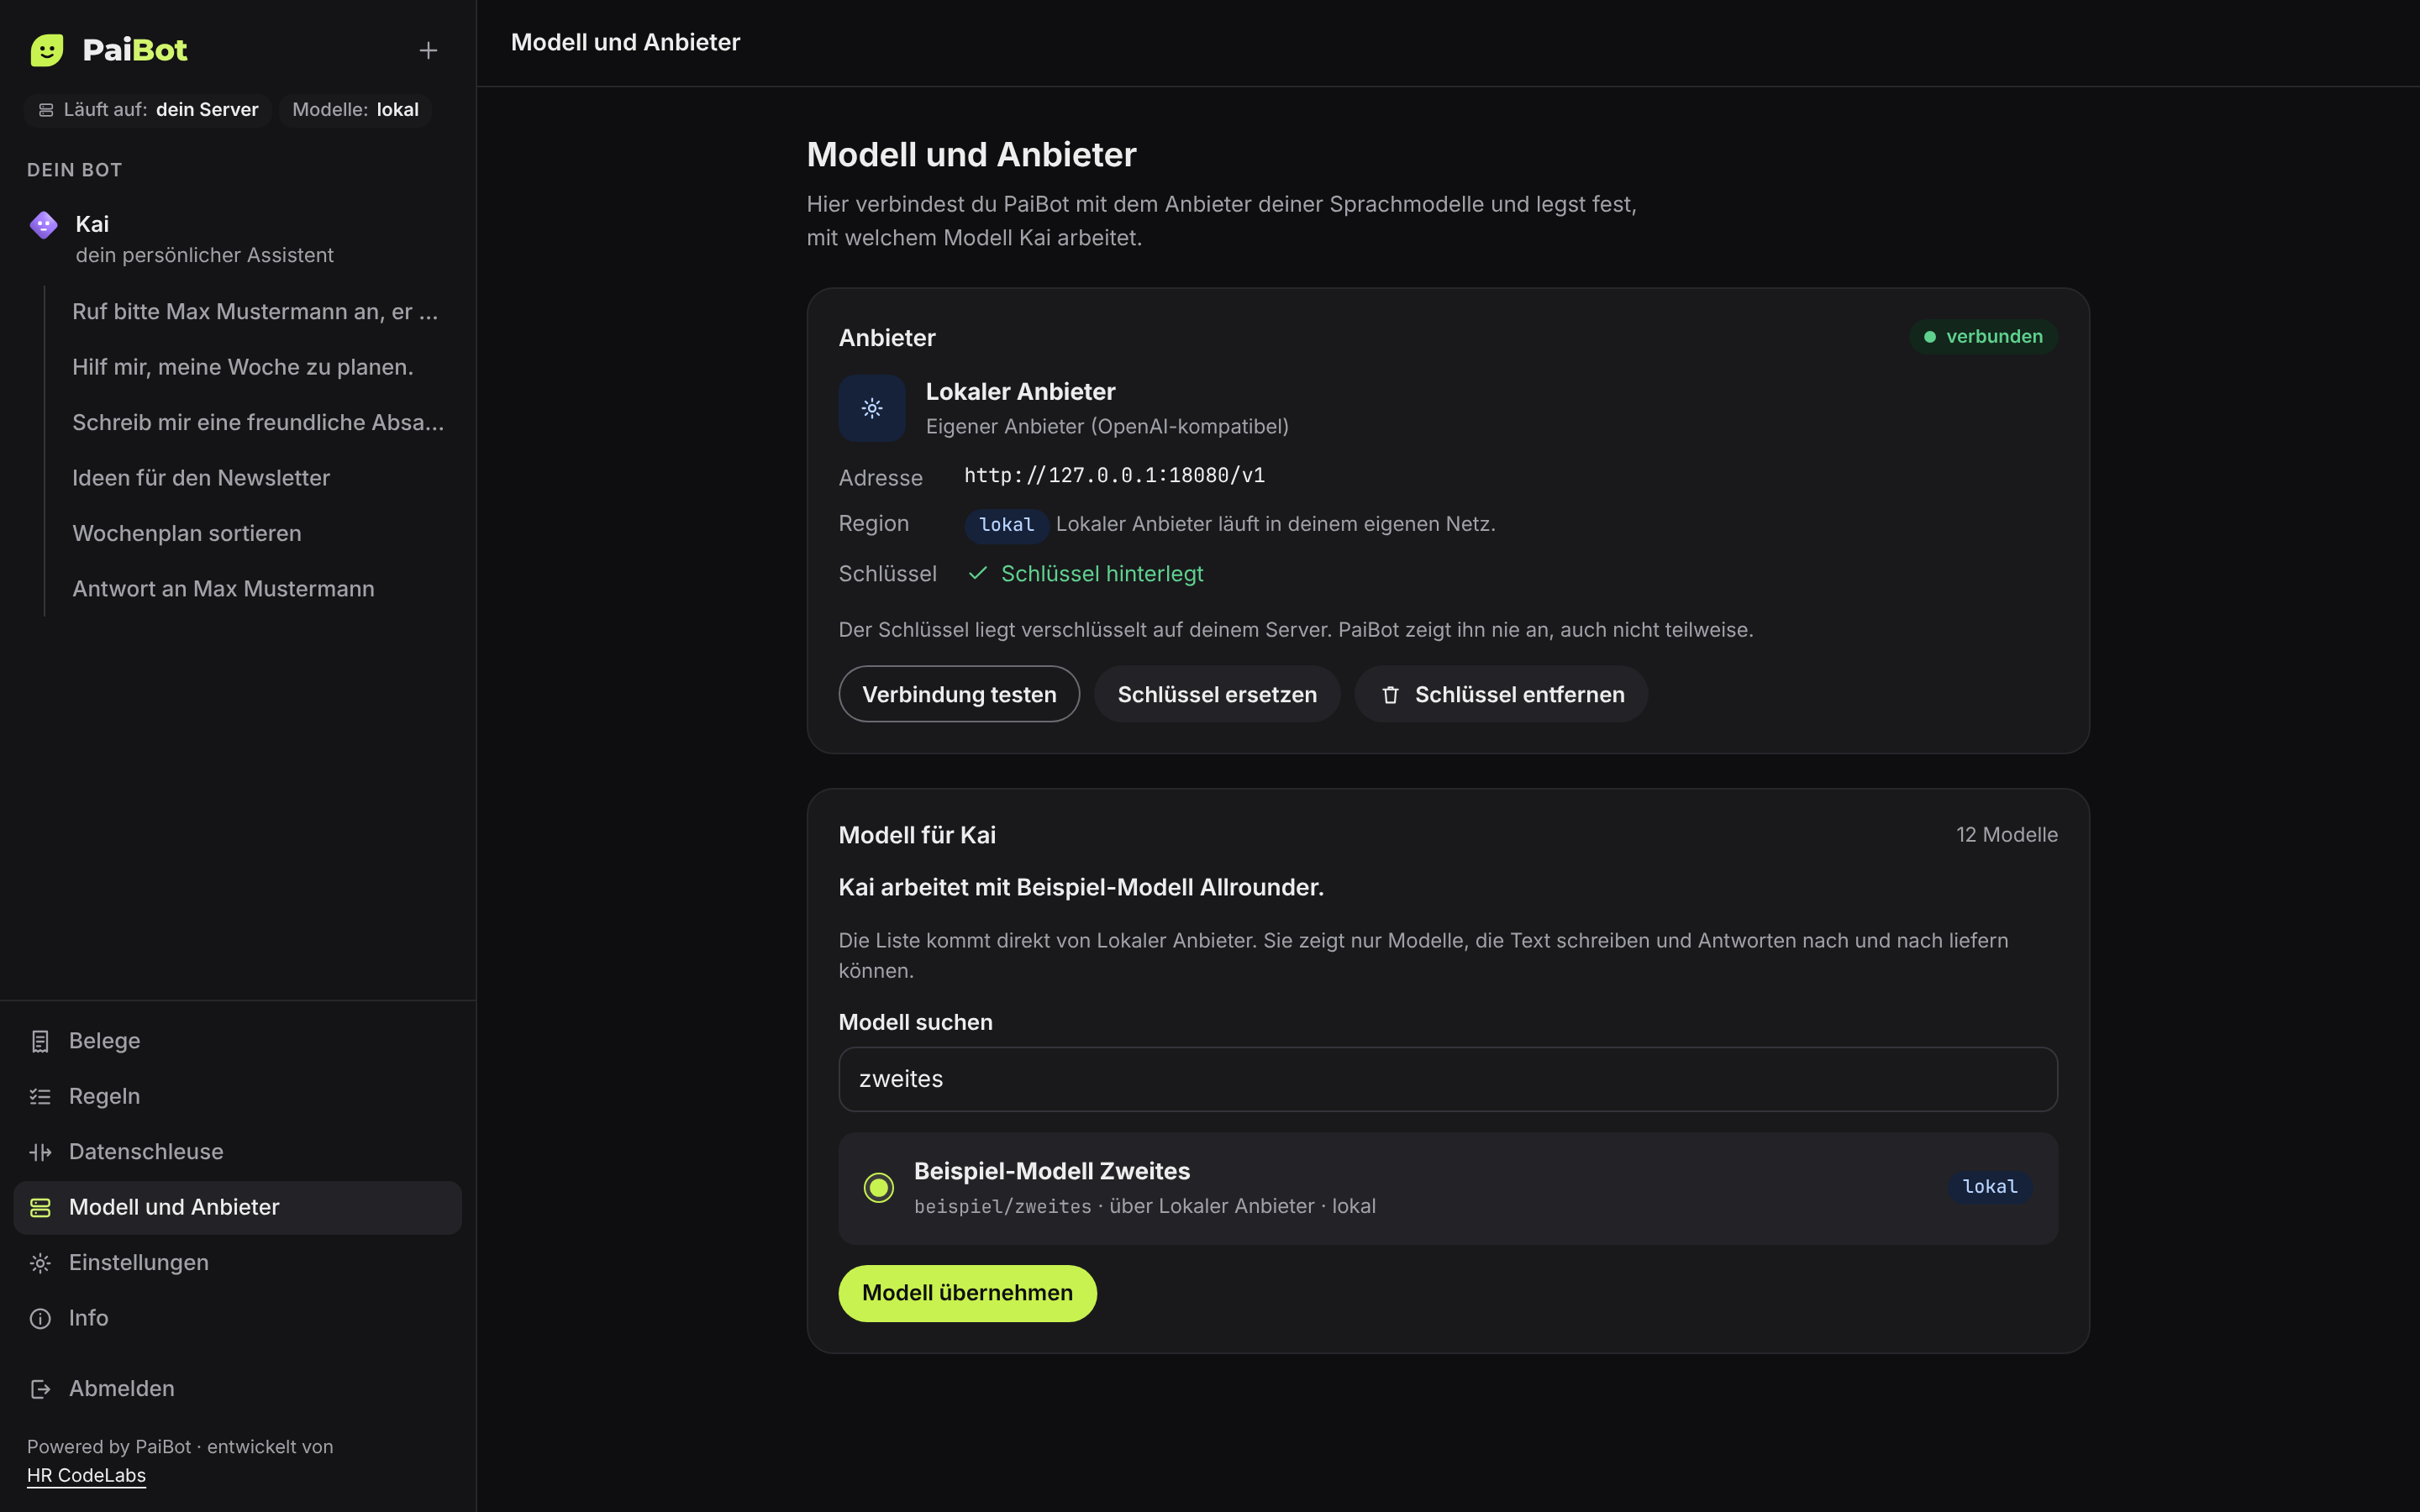 PaiBot
Läuft auf: dein Server
Modelle: lokal
DEIN BOT
Kai
dein persönlicher Assistent
Ruf bitte Max Mustermann an, er ...
Hilf mir, meine Woche zu planen.
Schreib mir eine freundliche Absa...
Ideen für den Newsletter
Wochenplan sortieren
Antwort an Max Mustermann
Belege
Regeln
Datenschleuse
Modell und Anbieter
Einstellungen
Info
Abmelden
Powered by PaiBot · entwickelt von
HR CodeLabs
Modell und Anbieter
Modell und Anbieter
Hier verbindest du PaiBot mit dem Anbieter deiner Sprachmodelle und legst fest,
mit welchem Modell Kai arbeitet.
Anbieter
verbunden
Lokaler Anbieter
Eigener Anbieter (OpenAI-kompatibel)
Adresse http://127.0.0.1:18080/v1
Region lokal Lokaler Anbieter läuft in deinem eigenen Netz.
Schlüssel Schlüssel hinterlegt
Der Schlüssel liegt verschlüsselt auf deinem Server. PaiBot zeigt ihn nie an, auch nicht teilweise.
Verbindung testen
Schlüssel ersetzen
Schlüssel entfernen
Modell für Kai
12 Modelle
Kai arbeitet mit Beispiel-Modell Allrounder.
Die Liste kommt direkt von Lokaler Anbieter. Sie zeigt nur Modelle, die Text schreiben und Antworten nach und nach liefern
können.
Modell suchen
zweites
Beispiel-Modell Zweites
beispiel/zweites · über Lokaler Anbieter · lokal
lokal
Modell übernehmen